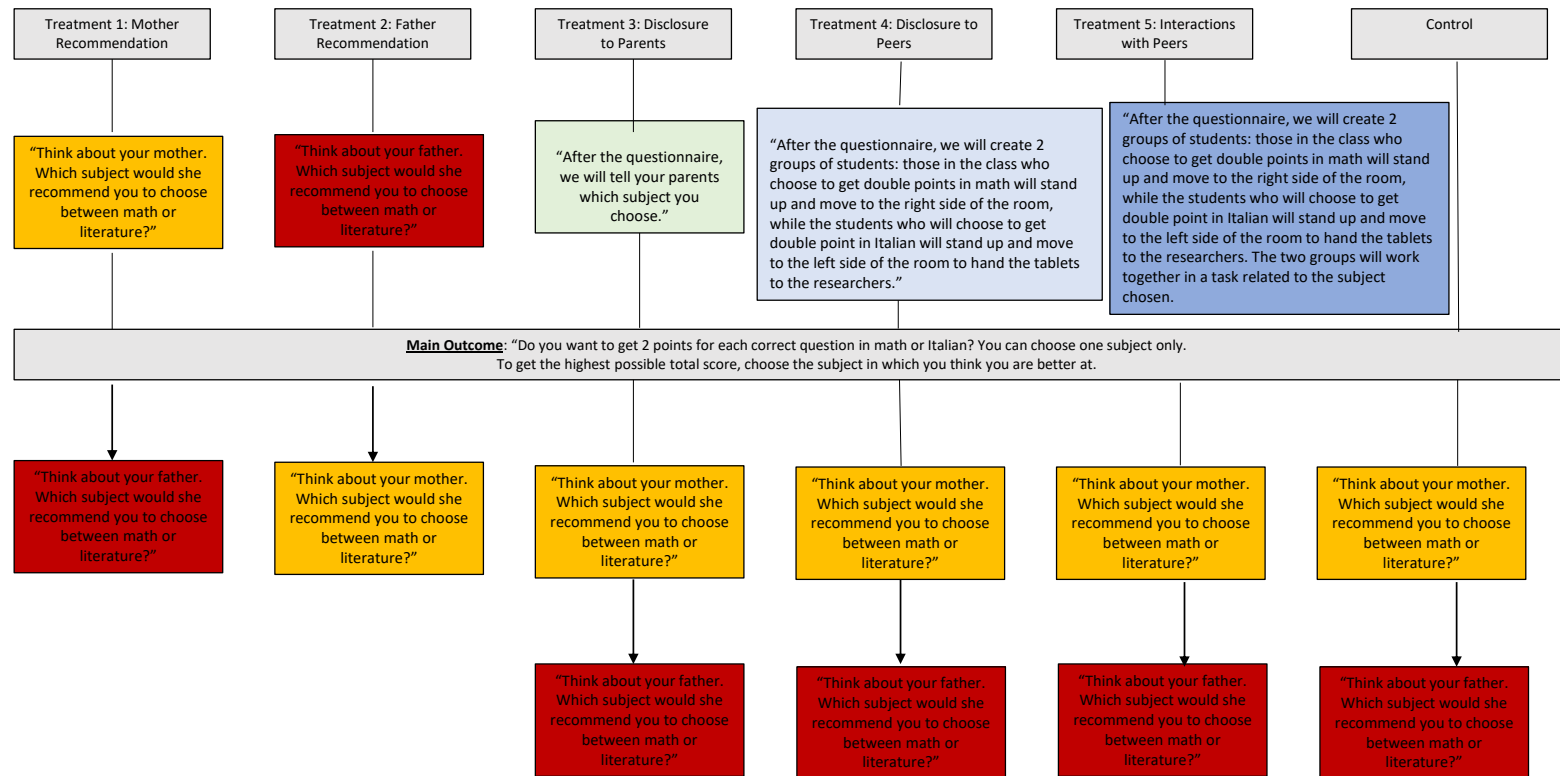 Treatment 1: Mother
Recommendation
Treatment 2: Father
Recommendation
Treatment 3: Disclosure
to Parents
Treatment 4: Disclosure to
Peers
Treatment 5: Interactions
with Peers
Control
“Think about your mother.
Which subject would she
recommend you to choose
between math or
literature?”
“Think about your father.
Which subject would she
recommend you to choose
between math or
literature?”
“After the questionnaire,
we will tell your parents
which subject you
choose.”
“After the questionnaire, we will create 2
groups of students: those in the class who
choose to get double points in math will stand
up and move to the right side of the room,
while the students who will choose to get
double point in Italian will stand up and move
to the left side of the room to hand the tablets
to the researchers.”
“After the questionnaire, we will create 2
groups of students: those in the class who
choose to get double points in math will stand
up and move to the right side of the room,
while the students who will choose to get
double point in Italian will stand up and move
to the left side of the room to hand the tablets
to the researchers. The two groups will work
together in a task related to the subject
chosen.
Main Outcome: “Do you want to get 2 points for each correct question in math or Italian? You can choose one subject only.
To get the highest possible total score, choose the subject in which you think you are better at.
“Think about your father.
Which subject would she
recommend you to choose
between math or
literature?”
“Think about your mother.
Which subject would she
recommend you to choose
between math or
literature?”
“Think about your mother.
Which subject would she
recommend you to choose
between math or
literature?”
“Think about your mother.
Which subject would she
recommend you to choose
between math or
literature?”
“Think about your mother.
Which subject would she
recommend you to choose
between math or
literature?”
“Think about your mother.
Which subject would she
recommend you to choose
between math or
literature?”
“Think about your father.
Which subject would she
recommend you to choose
between math or
literature?”
“Think about your father.
Which subject would she
recommend you to choose
between math or
literature?”
“Think about your father.
Which subject would she
recommend you to choose
between math or
literature?”
“Think about your father.
Which subject would she
recommend you to choose
between math or
literature?”